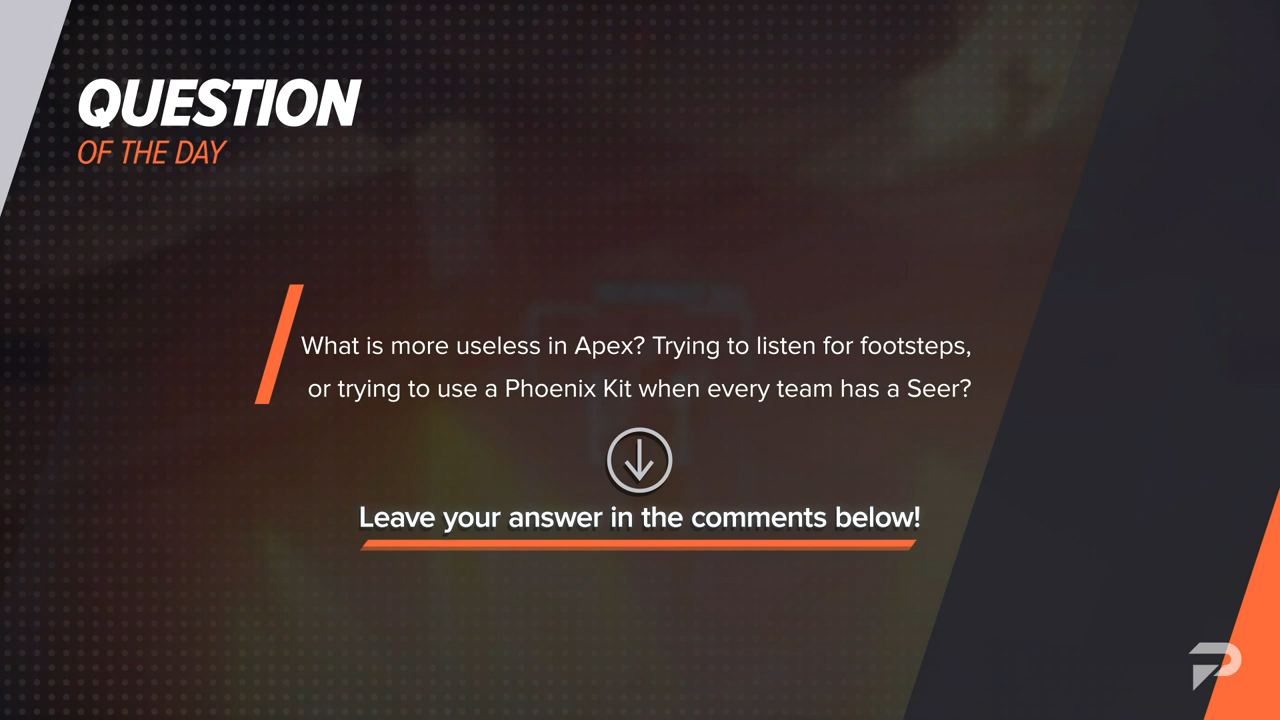 QUESTION
OF THE DAY
What is more useless in Apex? Trying to listen for footsteps,
or trying to use a Phoenix Kit when every team has a Seer?
Leave your answer in the comments below!